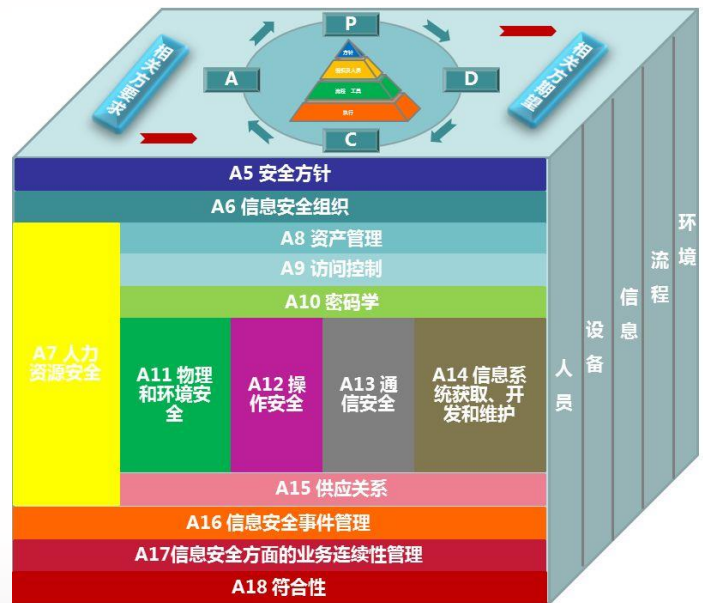 P
相关方要求
A
方针
组织及人员
流程 工具
执行
D
C
相关方期望
A5 安全方针
A6 信息安全组织
A7 人力
资源安全
A8 资产管理
A9 访问控制
A10 密码学
A11 物理
和环境安
全
A12 操
作安全
A13 通
信安全
A14 信息系
统获取、开
发和维护
A15 供应关系
A16 信息安全事件管理
A17信息安全方面的业务连续性管理
A18 符合性
人员
设备
信息
流程
环境